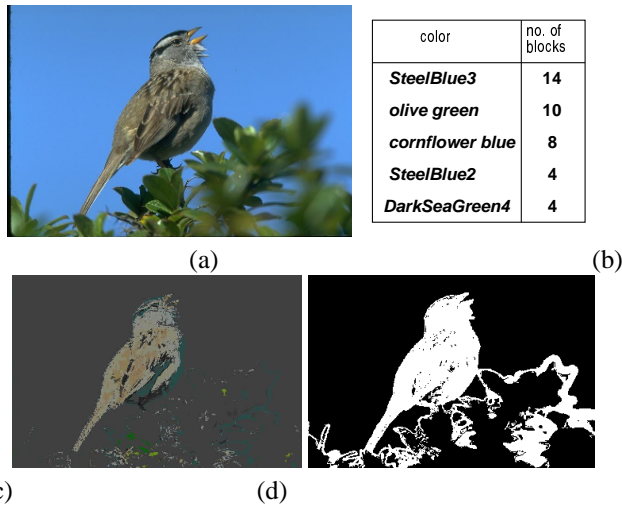 color no. of blocks
SteelBlue3 14
olive green 10
cornflower blue 8
SteelBlue2 4
DarkSeaGreen4 4
(a) (b)
c) (d)